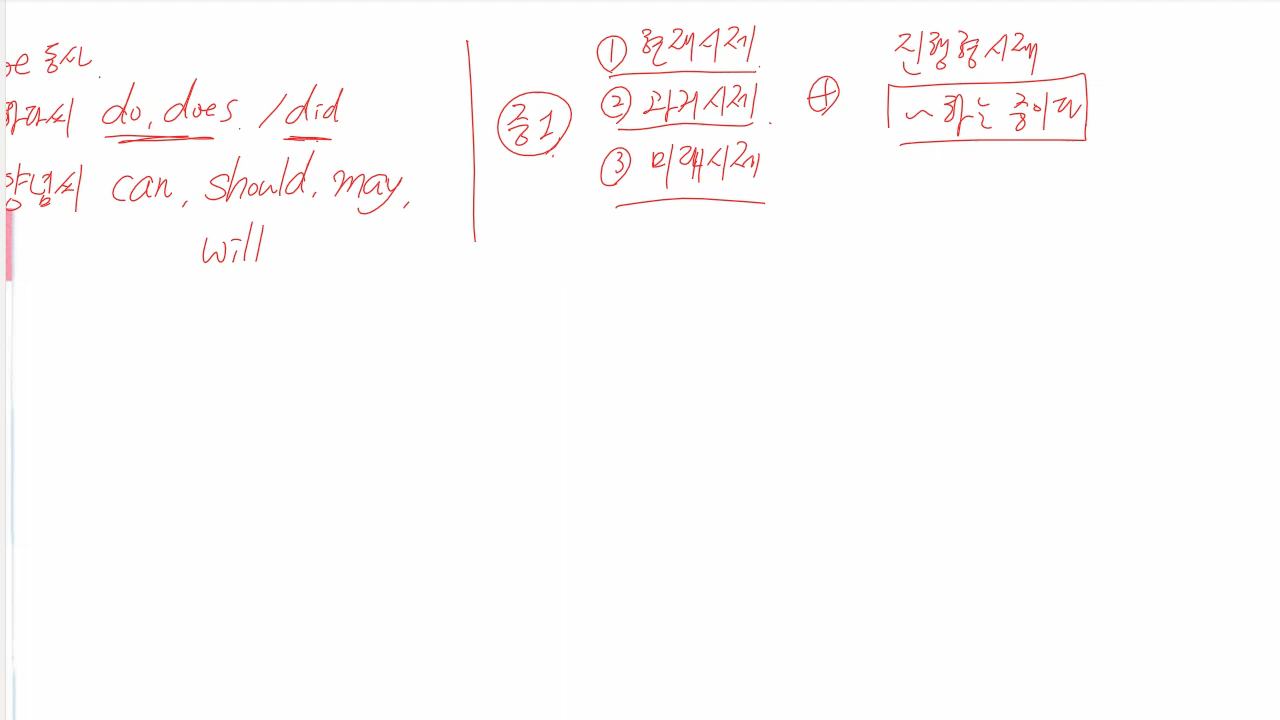 be 동사
do, does. / did
can, should, may,
will
중1
① 현재시제
② 과거시제
③ 미래시제
⊕
진행형시제
~하는 중이다